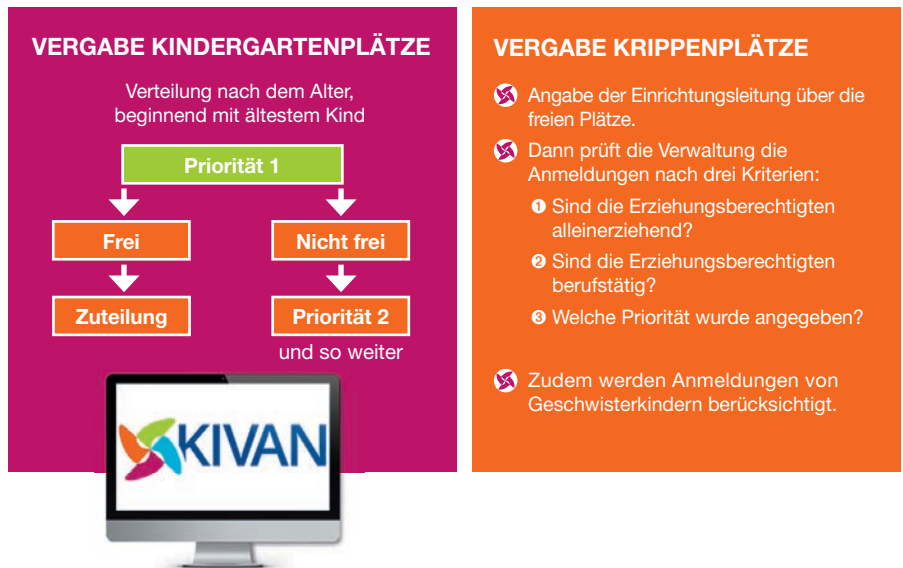 VERGABE KINDERGARTENPLÄTZE
Verteilung nach dem Alter,
beginnend mit ältestem Kind
Priorität 1
Frei
Nicht frei
Zuteilung
Priorität 2
und so weiter
KIVAN
VERGABE KRIPPENPLÄTZE
Angabe der Einrichtungsleitung über die
freien Plätze.
Dann prüft die Verwaltung die
Anmeldungen nach drei Kriterien:
❶ Sind die Erziehungsberechtigten
alleinerziehend?
❷ Sind die Erziehungsberechtigten
berufstätig?
❸ Welche Priorität wurde angegeben?
Zudem werden Anmeldungen von
Geschwisterkindern berücksichtigt.